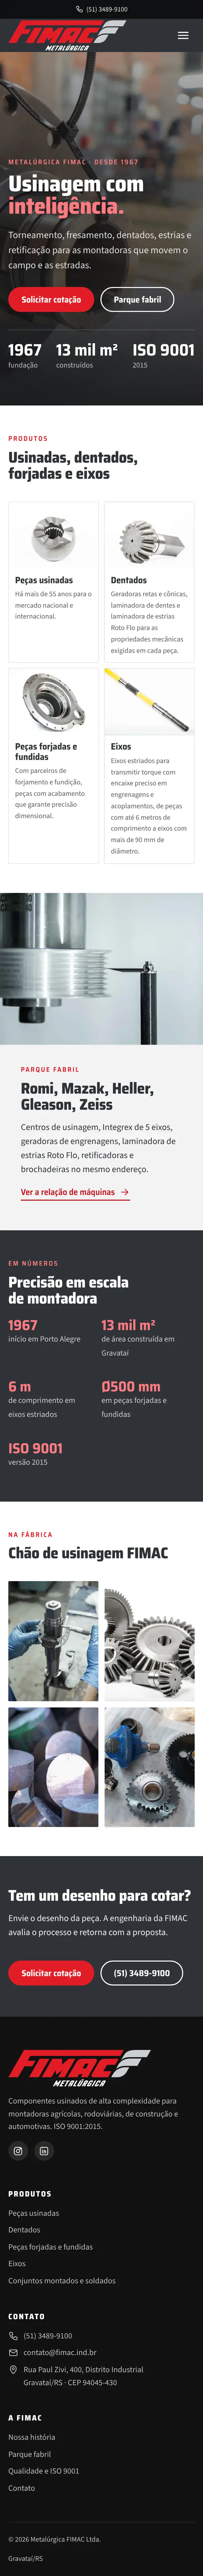 (51) 3489-9100
FIMAC
METALÚRGICA
METALÚRGICA FIMAC · DESDE 1967
Usinagem com
inteligência.
Torneamento, fresamento, dentados, estrias e
retificação para as montadoras que movem o
campo e as estradas.
Solicitar cotação
Parque fabril
1967
fundação
13 mil m²
construídos
ISO 9001
2015
PRODUTOS
Usinadas, dentados,
forjadas e eixos
Peças usinadas
Há mais de 55 anos para o
mercado nacional e
internacional.
Dentados
Geradoras retas e cônicas,
laminadora de dentes e
laminadora de estrias
Roto Flo para as
propriedades mecânicas
exigidas em cada peça.
Peças forjadas e
fundidas
Com parceiros de
forjamento e fundição,
peças com acabamento
que garante precisão
dimensional.
Eixos
Eixos estriados para
transmitir torque com
encaixe preciso em
engrenagens e
acoplamentos, de peças
com até 6 metros de
comprimento a eixos com
mais de 90 mm de
diâmetro.
PARQUE FABRIL
Romi, Mazak, Heller,
Gleason, Zeiss
Centros de usinagem, Integrex de 5 eixos,
geradoras de engrenagens, laminadora de
estrias Roto Flo, retificadoras e
brochadeiras no mesmo endereço.
Ver a relação de máquinas
EM NÚMEROS
Precisão em escala
de montadora
1967
início em Porto Alegre
13 mil m²
de área construída em
Gravataí
6 m
de comprimento em
eixos estriados
Ø500 mm
em peças forjadas e
fundidas
ISO 9001
versão 2015
NA FÁBRICA
Chão de usinagem FIMAC
Tem um desenho para cotar?
Envie o desenho da peça. A engenharia da FIMAC
avalia o processo e retorna com a proposta.
Solicitar cotação
(51) 3489-9100
FIMAC
METALÚRGICA
Componentes usinados de alta complexidade para
montadoras agrícolas, rodoviárias, de construção e
automotivas. ISO 9001:2015.
PRODUTOS
Peças usinadas
Dentados
Peças forjadas e fundidas
Eixos
Conjuntos montados e soldados
CONTATO
(51) 3489-9100
contato@fimac.ind.br
Rua Paul Zivi, 400, Distrito Industrial
Gravataí/RS · CEP 94045-430
A FIMAC
Nossa história
Parque fabril
Qualidade e ISO 9001
Contato
© 2026 Metalúrgica FIMAC Ltda.
Gravataí/RS